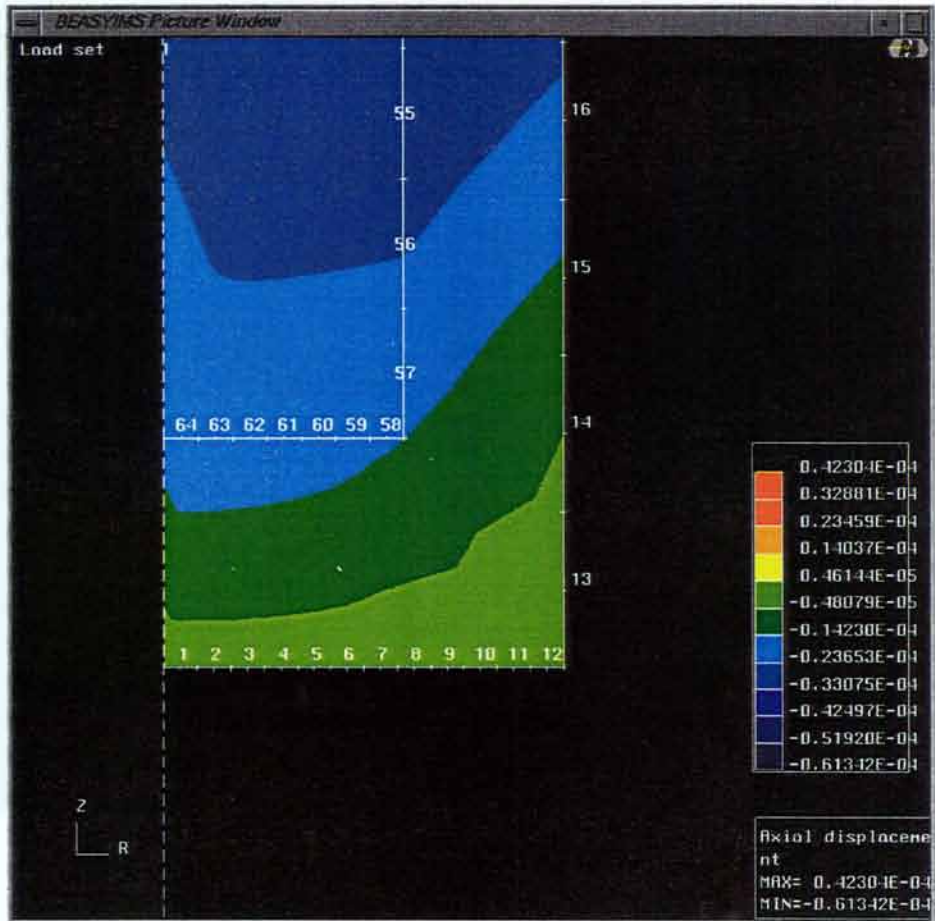 BEASY/IMS Picture Window
Load set
1
16
55
56
15
57
64 63 62 61 60 59 58
14
13
1 2 3 4 5 6 7 8 9 10 11 12
0.42304E-04
0.32881E-04
0.23459E-04
0.14037E-04
0.46144E-05
-0.48079E-05
-0.14230E-04
-0.23653E-04
-0.33075E-04
-0.42497E-04
-0.51920E-04
-0.61342E-04
Z
R
Axial displaceme
nt
MAX= 0.42304E-04
MIN=-0.61342E-04